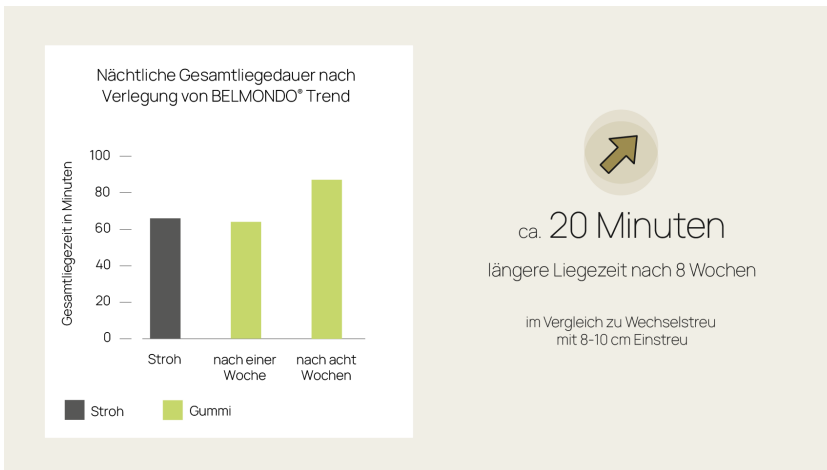 Nächtliche Gesamtliegedauer nach
Verlegung von BELMONDO® Trend
Gesamtliegezeit in Minuten
100
80
60
40
20
0
Stroh
nach einer
Woche
nach acht
Wochen
Stroh
Gummi
ca. 20 Minuten
längere Liegezeit nach 8 Wochen
im Vergleich zu Wechselstreu
mit 8-10 cm Einstreu